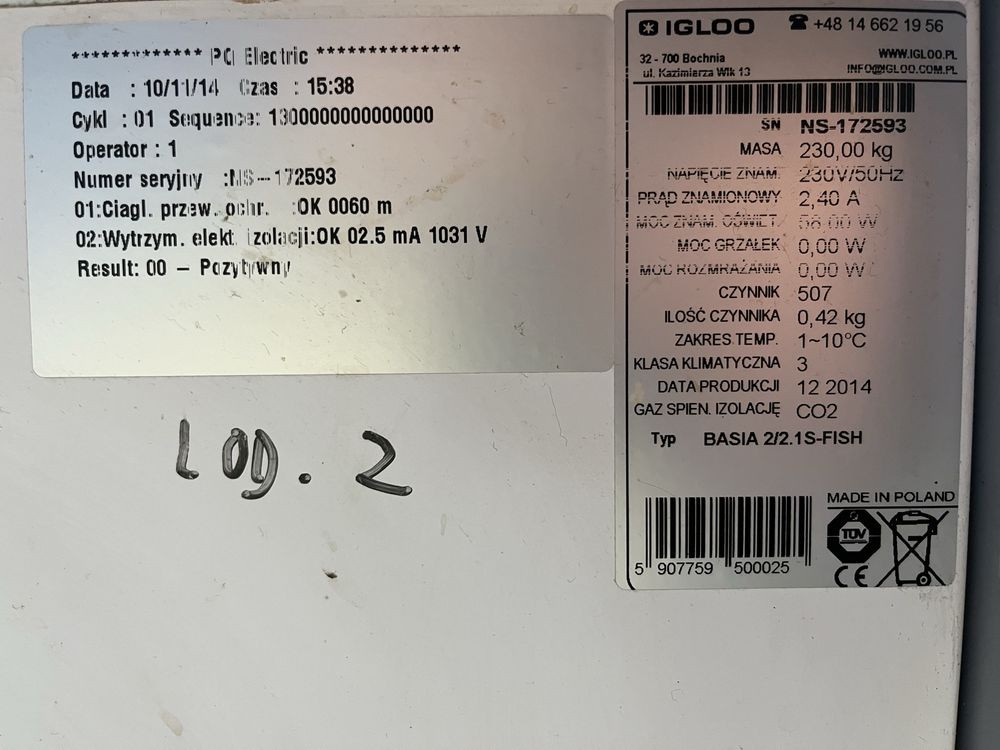 ************* PCI Electric **************
Data : 10/11/14 Czas : 15:38
Cykl : 01 Sequence: 1300000000000000
Operator : 1
Numer seryjny :NS-172593
01:Ciagl. przew. ochr. :OK 0060 m
02:Wytrzym. elekt. izolacji:OK 02.5 mA 1031 V
Result: 00 – Pozytywny
LOD. 2
IGLOO ☎ +48 14 662 19 56
32 - 700 Bochnia WWW.IGLOO.PL
ul. Kazimierza Wlk 13 INFO@IGLOO.COM.PL
SN NS-172593
MASA 230,00 kg
NAPIĘCIE ZNAM. 230V/50Hz
PRĄD ZNAMIONOWY 2,40 A
MOC ZNAM. OŚWIET. 58,00 W
MOC GRZAŁEK 0,00 W
MOC ROZMRAŻANIA 0,00 W
CZYNNIK 507
ILOŚĆ CZYNNIKA 0,42 kg
ZAKRES TEMP. 1~10°C
KLASA KLIMATYCZNA 3
DATA PRODUKCJI 12 2014
GAZ SPIEN. IZOLACJĘ CO2
Typ BASIA 2/2.1S-FISH
MADE IN POLAND
TÜV
CE
5 907759 500025